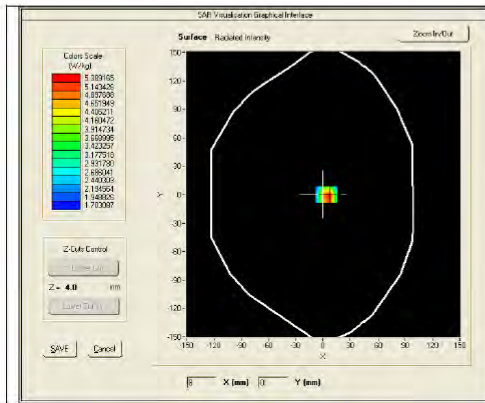 SAR Visualisation Graphical Interface
Surface Radiated Intensity
Zoom In/Out
Colors Scale
(W/kg)
5.389165
5.143426
4.897688
4.651949
4.406211
4.160472
3.914734
3.668995
3.423257
3.177518
2.931780
2.686041
2.440303
2.194564
1.948826
1.703087
Z-Cuts Control
Z = 4.0 mm
SAVE
Cancel
Y
150
120
90
60
30
0
-30
-60
-90
-120
-150
-150 -120 -90 -60 -30 0 30 60 90 120 150
X
8 X (mm) 0 Y (mm)